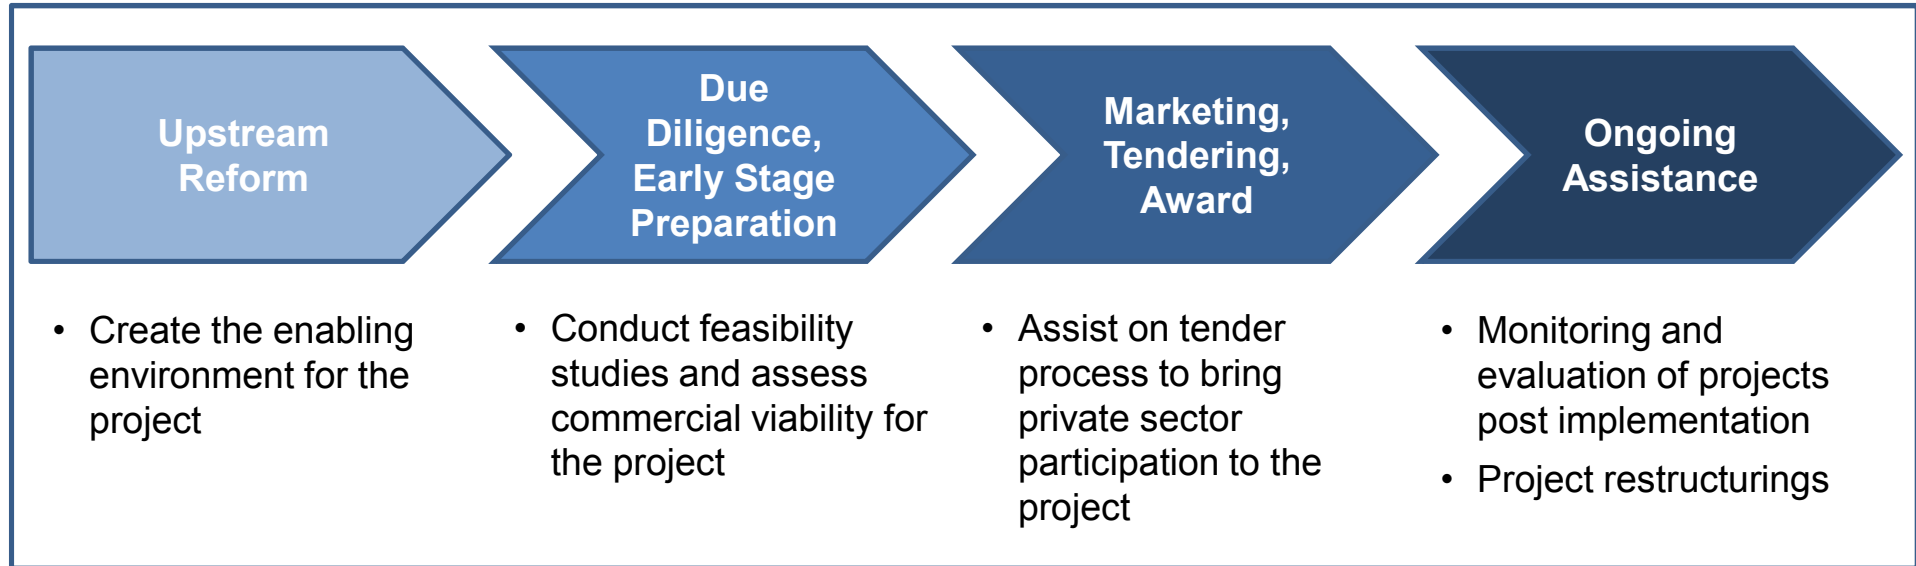 Upstream
Reform
Due
Diligence,
Early Stage
Preparation
Marketing,
Tendering,
Award
Ongoing
Assistance
• Create the enabling
environment for the
project
• Conduct feasibility
studies and assess
commercial viability for
the project
• Assist on tender
process to bring
private sector
participation to the
project
• Monitoring and
evaluation of projects
post implementation
• Project restructurings